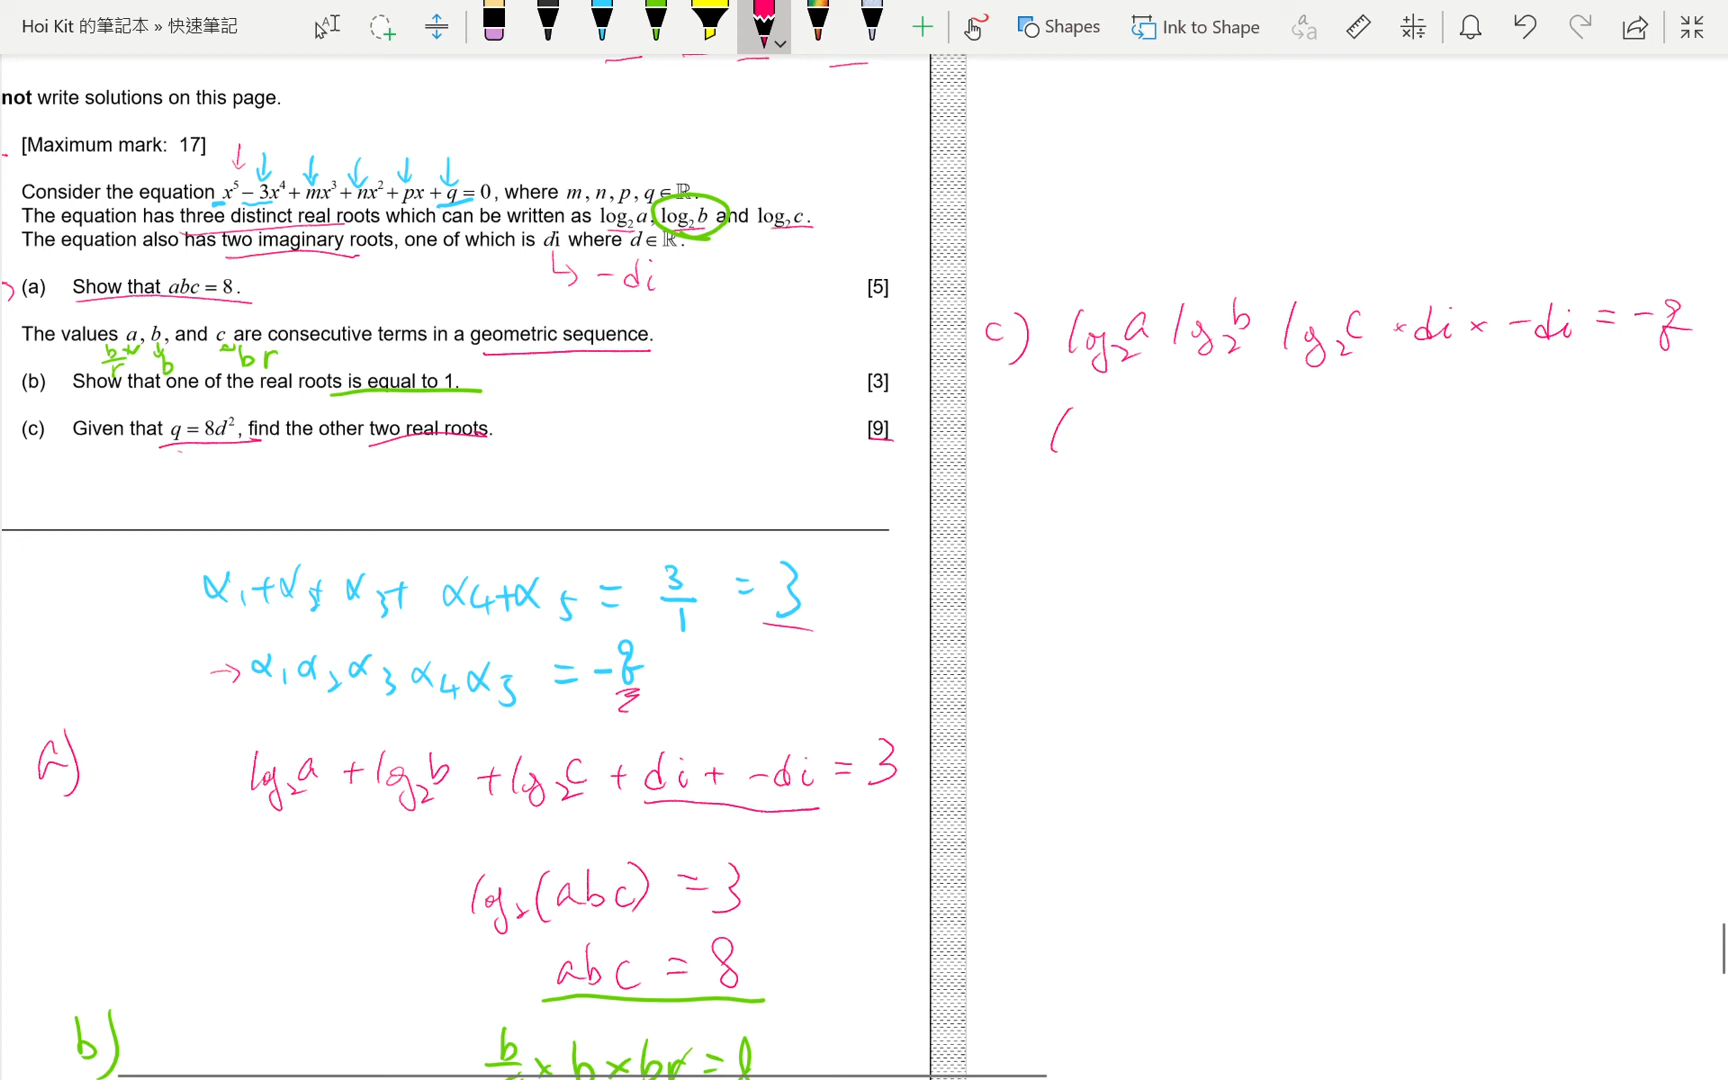 Hoi Kit 的筆記本 » 快速筆記
Shapes
Ink to Shape
not write solutions on this page.
[Maximum mark: 17]
Consider the equation x⁵ − 3x⁴ + mx³ + nx² + px + q = 0, where m, n, p, q ∈ ℝ.
The equation has three distinct real roots which can be written as log₂a, log₂b and log₂c.
The equation also has two imaginary roots, one of which is di where d ∈ ℝ.
↳ −di
(a) Show that abc = 8. [5]
The values a, b, and c are consecutive terms in a geometric sequence.
b/r b br
(b) Show that one of the real roots is equal to 1. [3]
(c) Given that q = 8d², find the other two real roots. [9]
α₁+α₂ α₃+ α₄+α₅ = 3/1 = 3
→ α₁α₂α₃α₄α₅ = −q
a) log₂a + log₂b + log₂c + di + −di = 3
log₂(abc) = 3
abc = 8
b)
× b × br = 8
c) log₂a log₂b log₂c × di × −di = −q
(